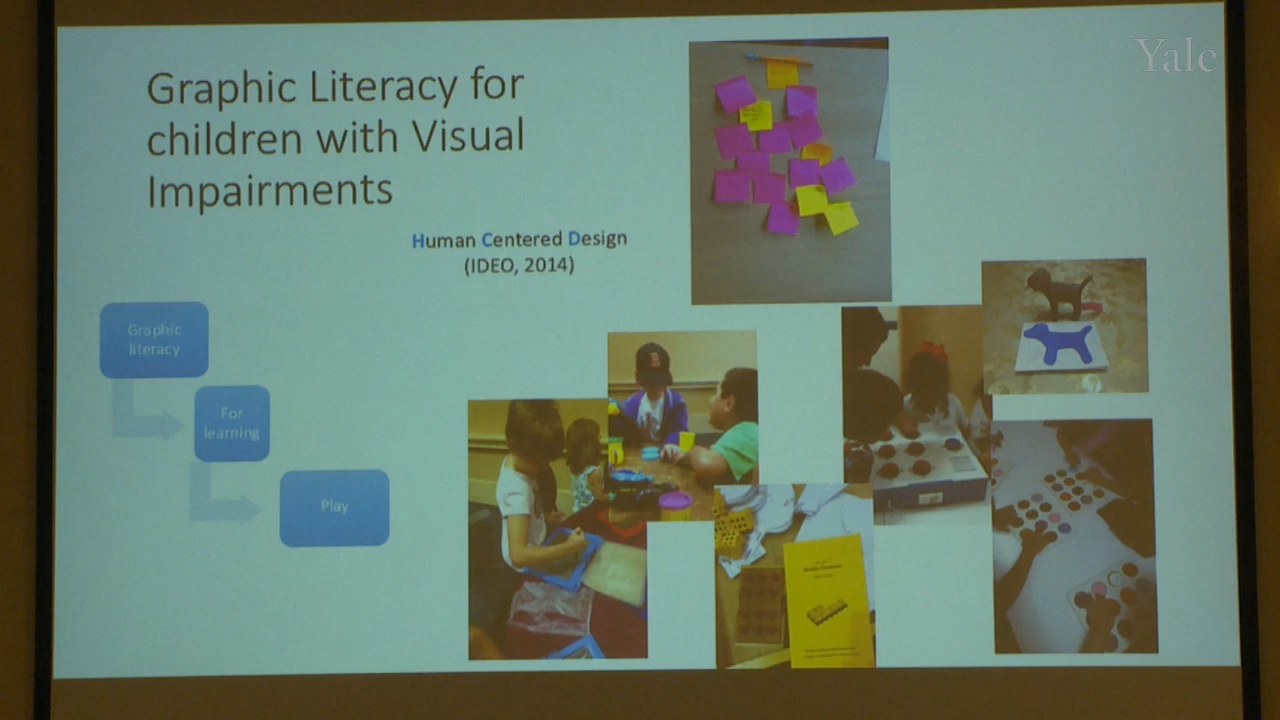 Yale
Graphic Literacy for
children with Visual
Impairments
Human Centered Design
(IDEO, 2014)
Graphic
literacy
For
learning
Play